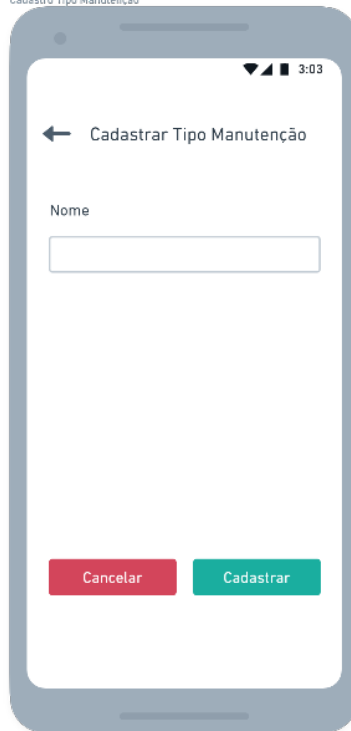 Cadastro Tipo Manutenção
3:03
Cadastrar Tipo Manutenção
Nome
Cancelar
Cadastrar